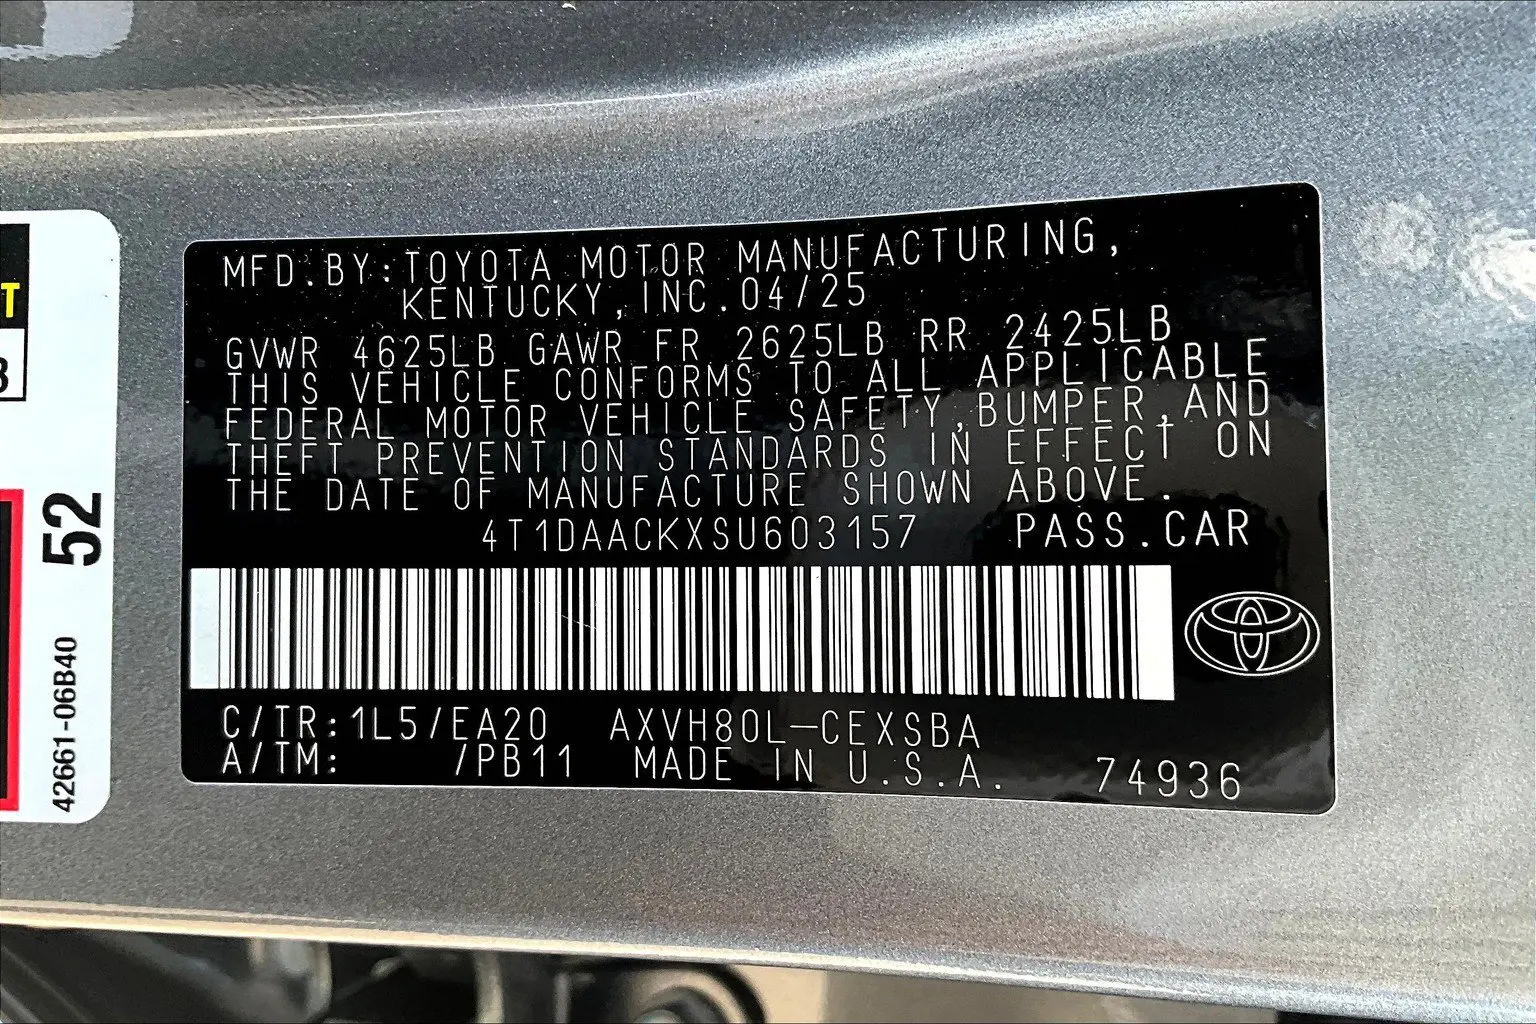 MFD.BY:TOYOTA MOTOR MANUFACTURING,
KENTUCKY,INC.04/25
GVWR 4625LB GAWR FR 2625LB RR 2425LB
THIS VEHICLE CONFORMS TO ALL APPLICABLE
FEDERAL MOTOR VEHICLE SAFETY,BUMPER,AND
THEFT PREVENTION STANDARDS IN EFFECT ON
THE DATE OF MANUFACTURE SHOWN ABOVE.
4T1DAACKXSU603157 PASS.CAR
C/TR:1L5/EA20 AXVH80L-CEXSBA
A/TM: /PB11 MADE IN U.S.A. 74936
T
52
42661-06B40